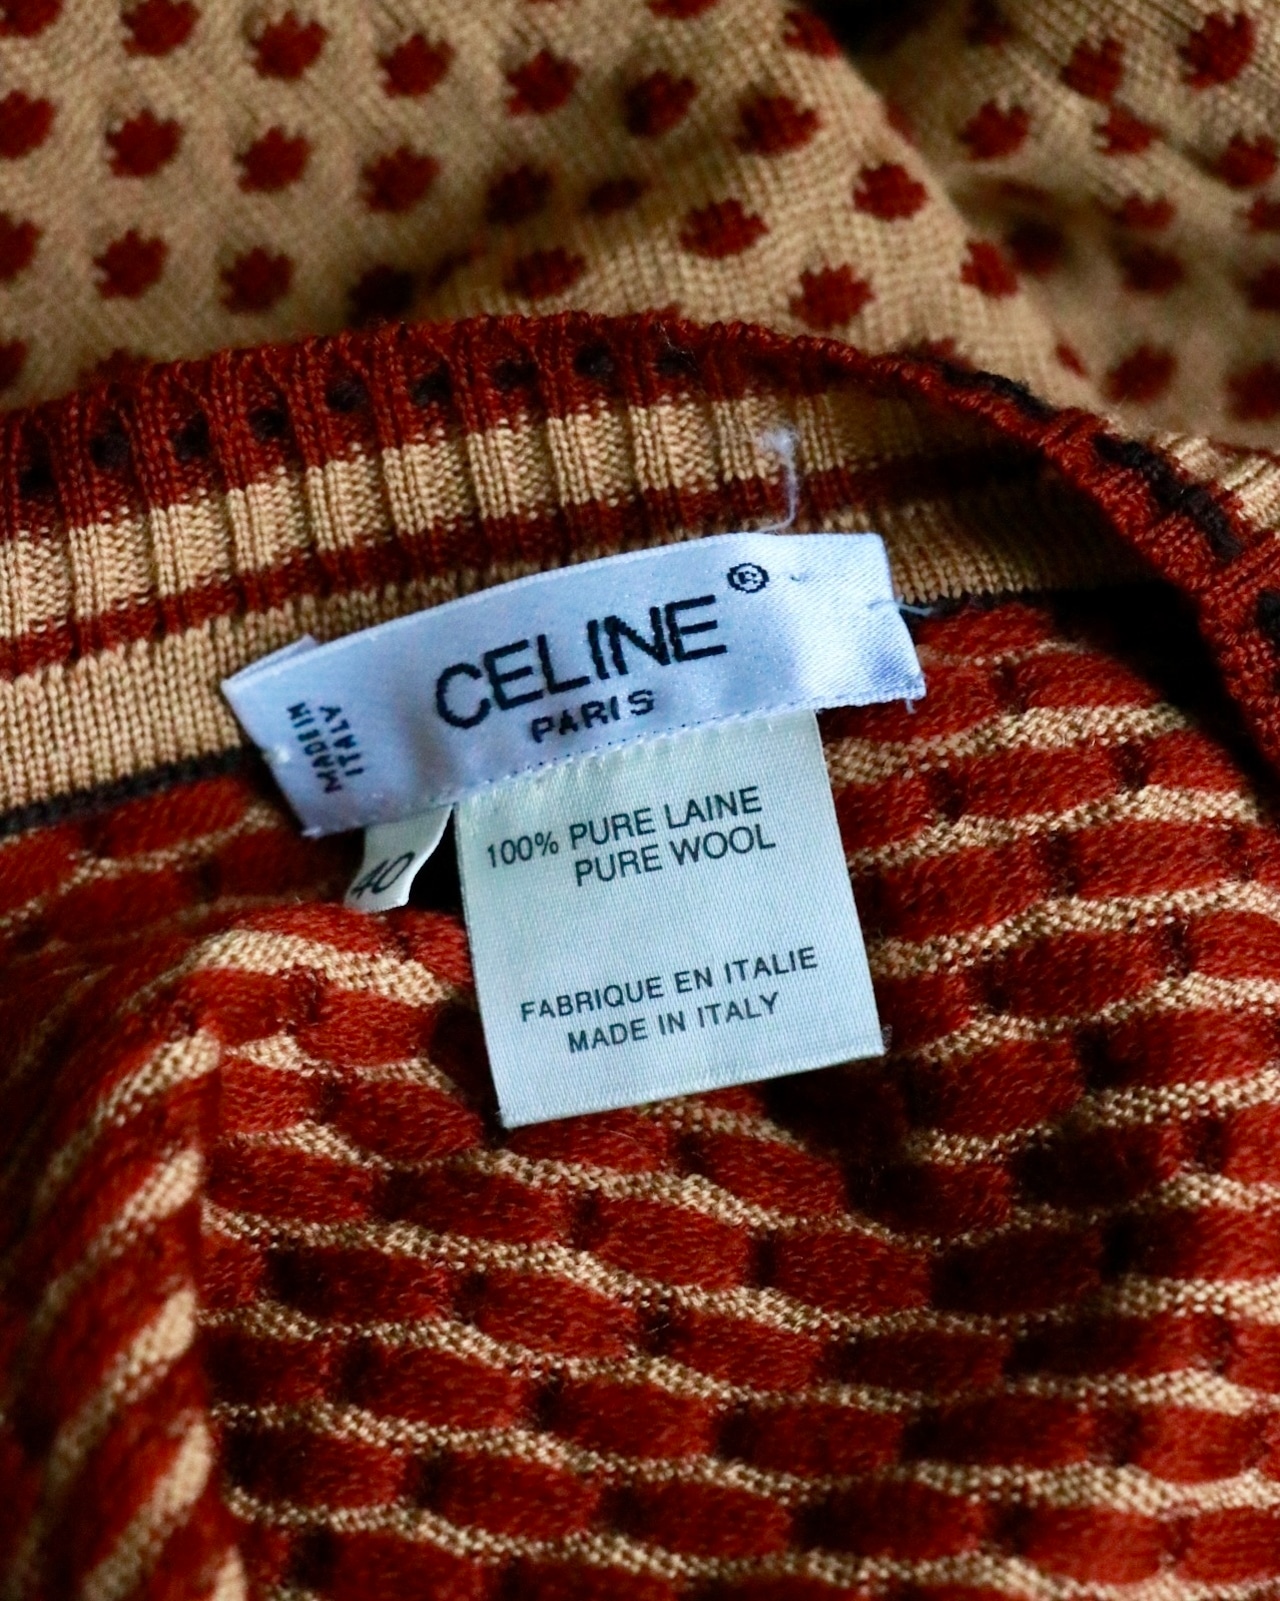 CELINE®
PARIS
MADE IN
ITALY
40
100% PURE LAINE
PURE WOOL
FABRIQUE EN ITALIE
MADE IN ITALY